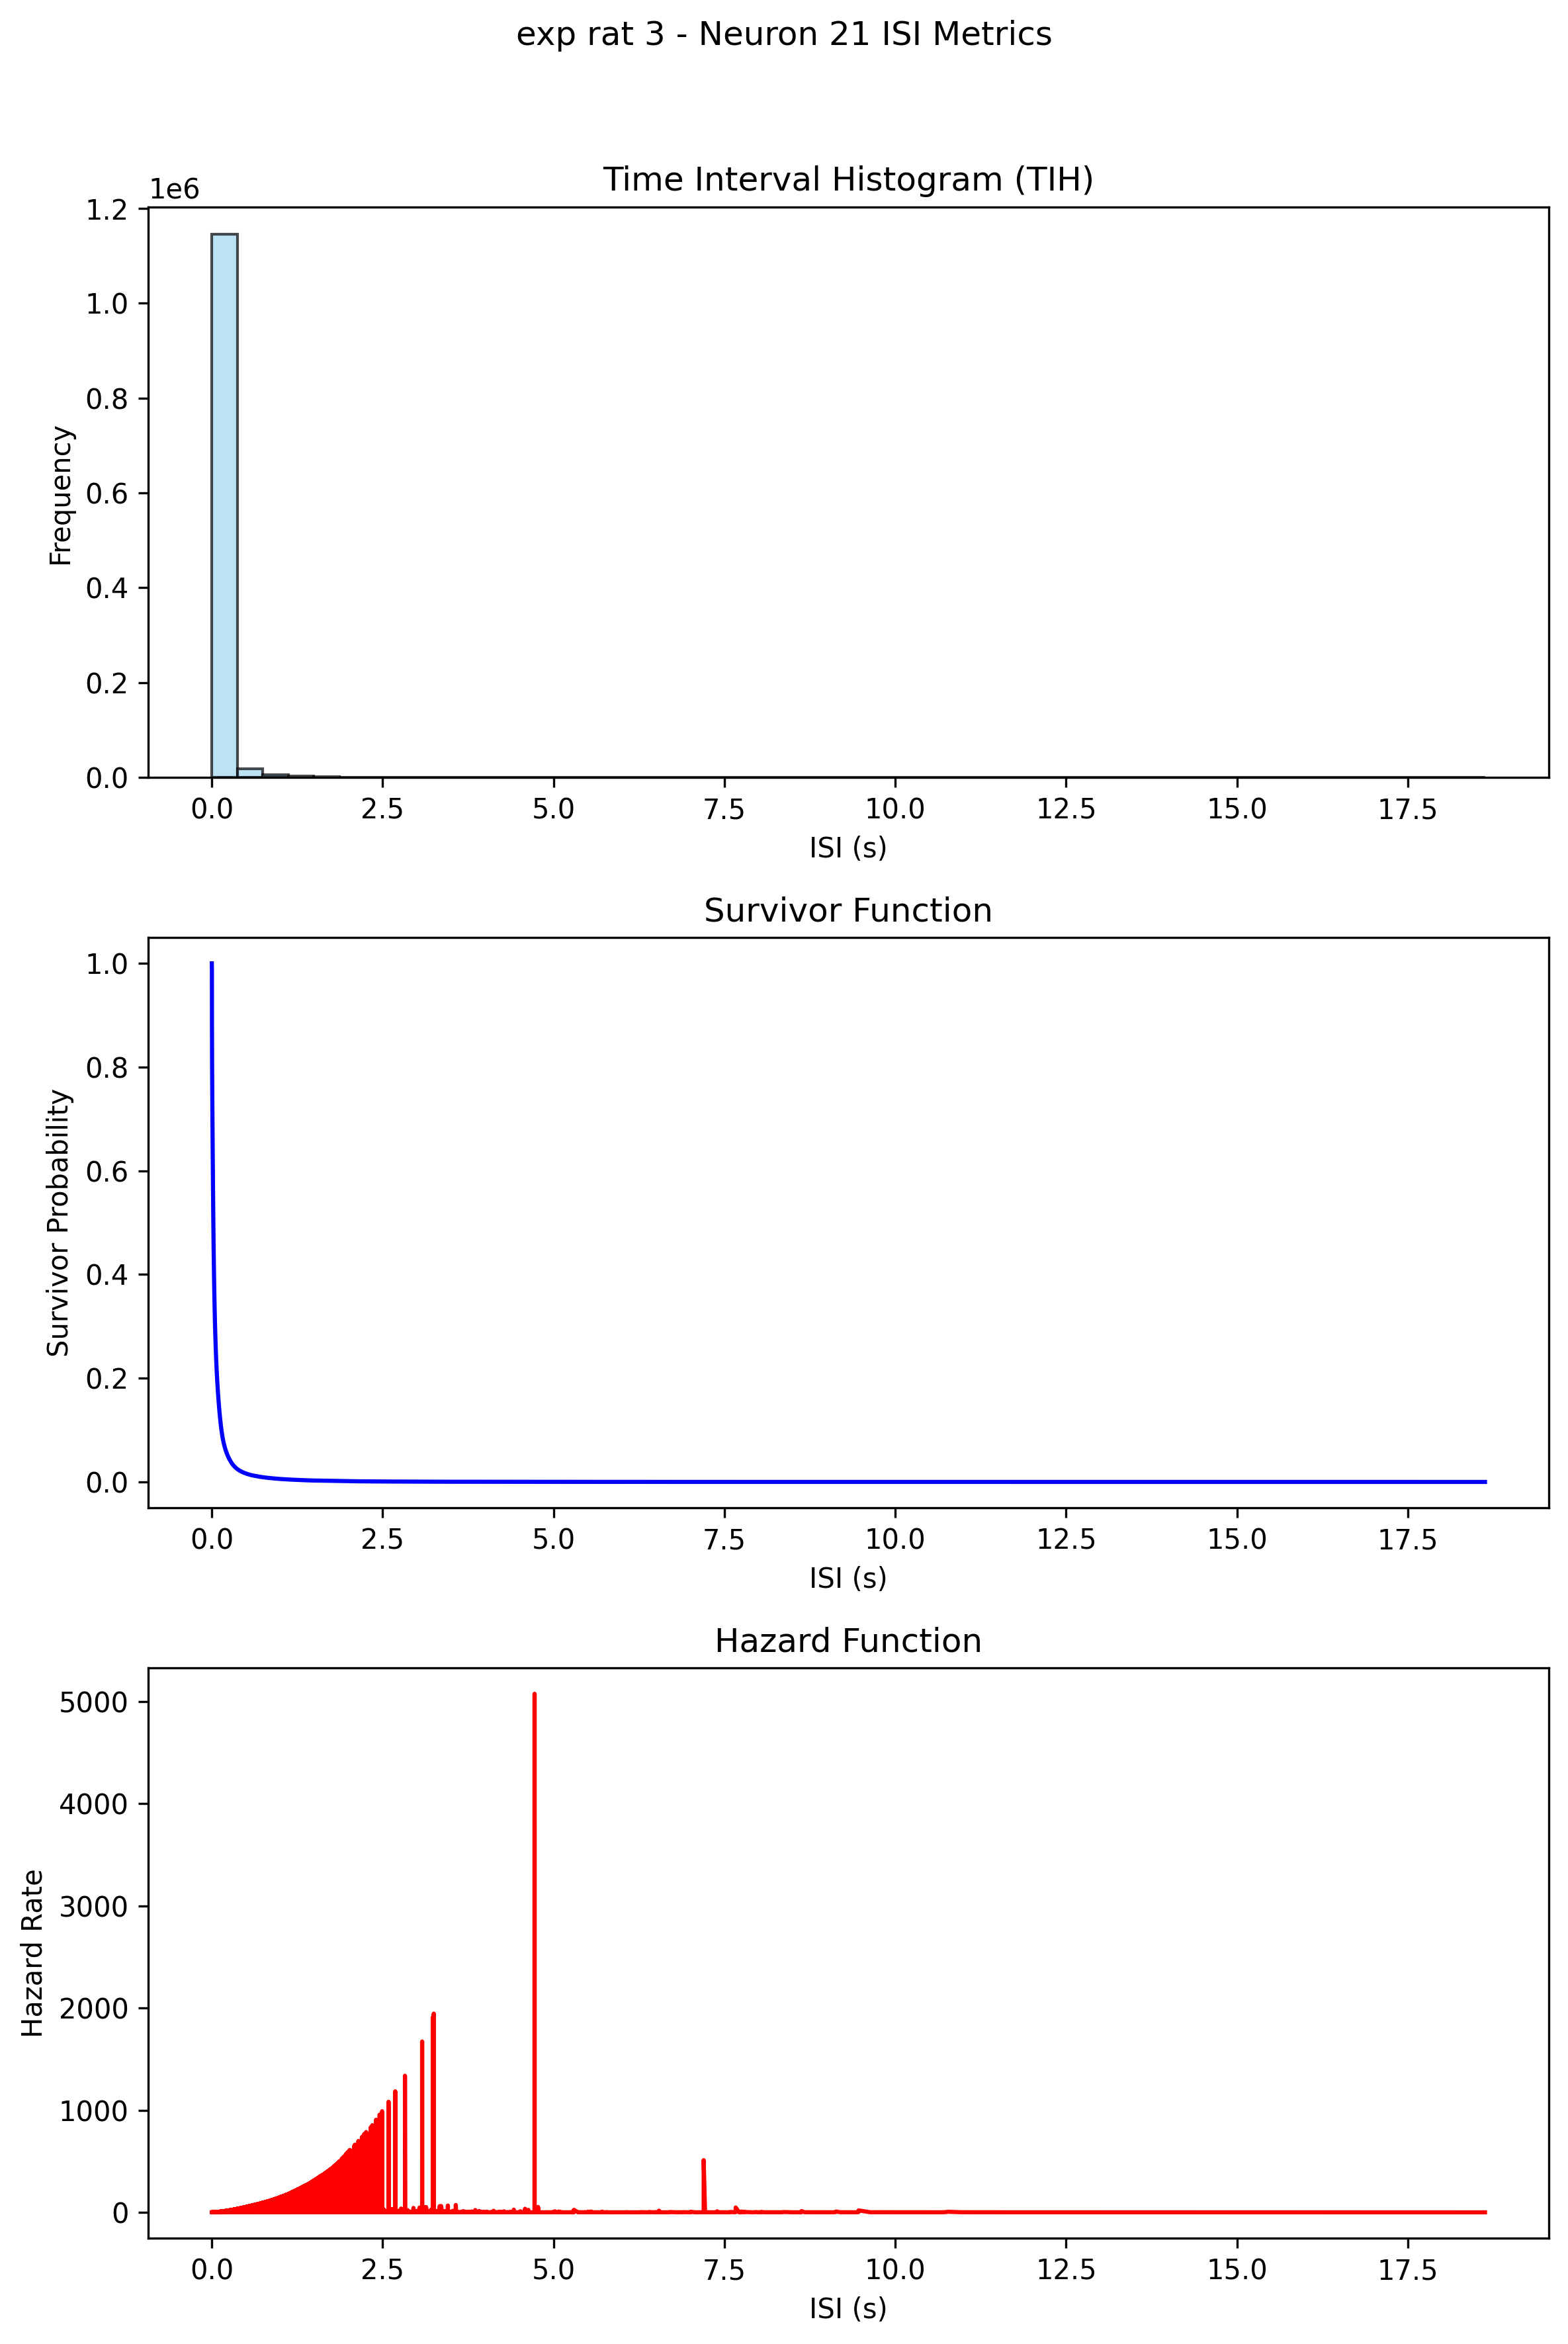 exp rat 3 - Neuron 21 ISI Metrics
Time Interval Histogram (TIH)
1e6
1.2
1.0
0.8
0.6
0.4
0.2
0.0
Frequency
0.0 2.5 5.0 7.5 10.0 12.5 15.0 17.5
ISI (s)
Survivor Function
1.0
0.8
0.6
0.4
0.2
0.0
Survivor Probability
0.0 2.5 5.0 7.5 10.0 12.5 15.0 17.5
ISI (s)
Hazard Function
5000
4000
3000
2000
1000
0
Hazard Rate
0.0 2.5 5.0 7.5 10.0 12.5 15.0 17.5
ISI (s)